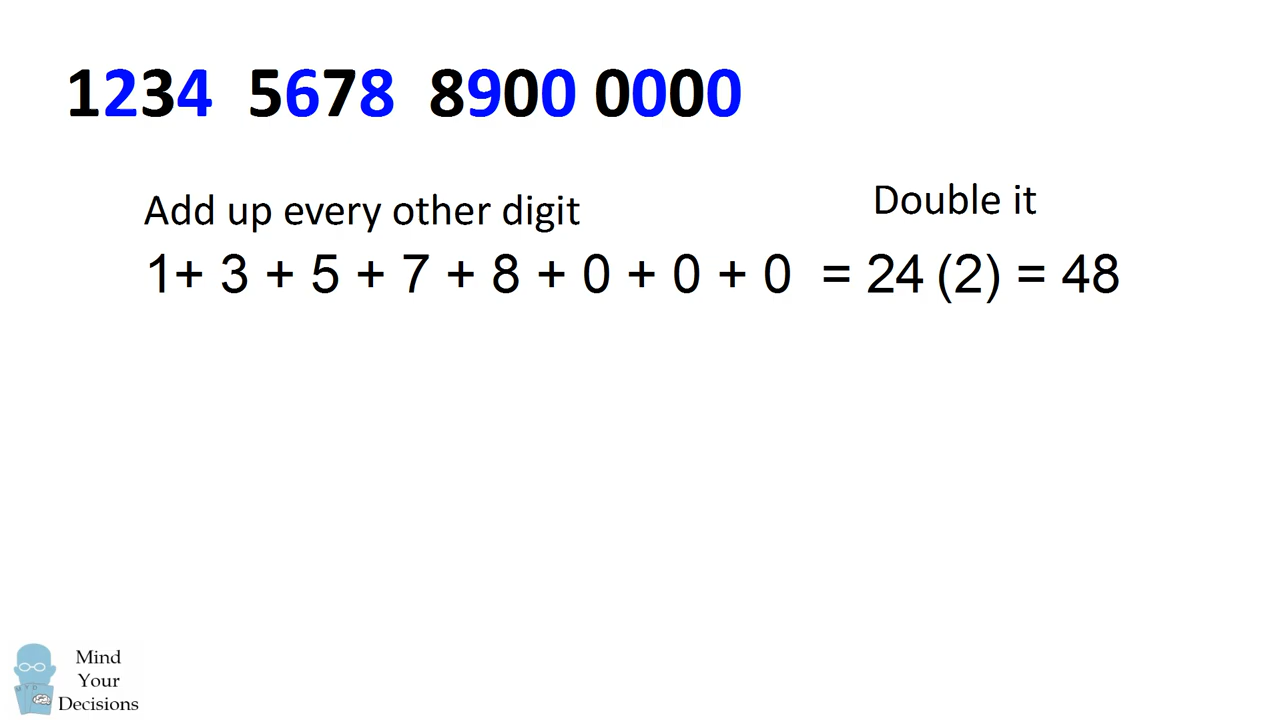 1234 5678 8900 0000
Add up every other digit
Double it
1+ 3 + 5 + 7 + 8 + 0 + 0 + 0 = 24 (2) = 48
Mind
Your
Decisions